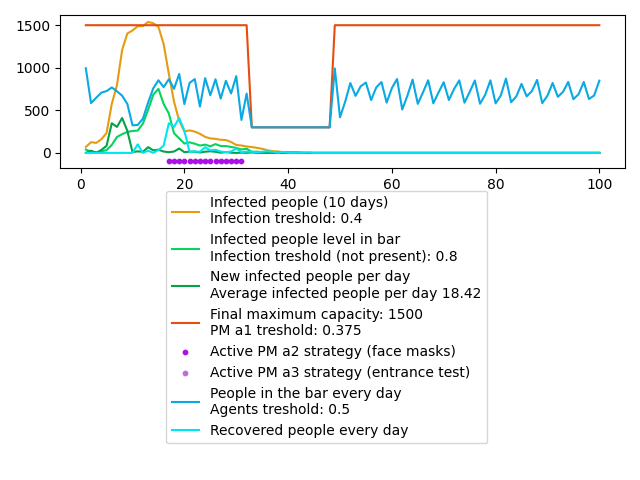 1500
1000
500
0
0 20 40 60 80 100
Infected people (10 days)
Infection treshold: 0.4
Infected people level in bar
Infection treshold (not present): 0.8
New infected people per day
Average infected people per day 18.42
Final maximum capacity: 1500
PM a1 treshold: 0.375
Active PM a2 strategy (face masks)
Active PM a3 strategy (entrance test)
People in the bar every day
Agents treshold: 0.5
Recovered people every day